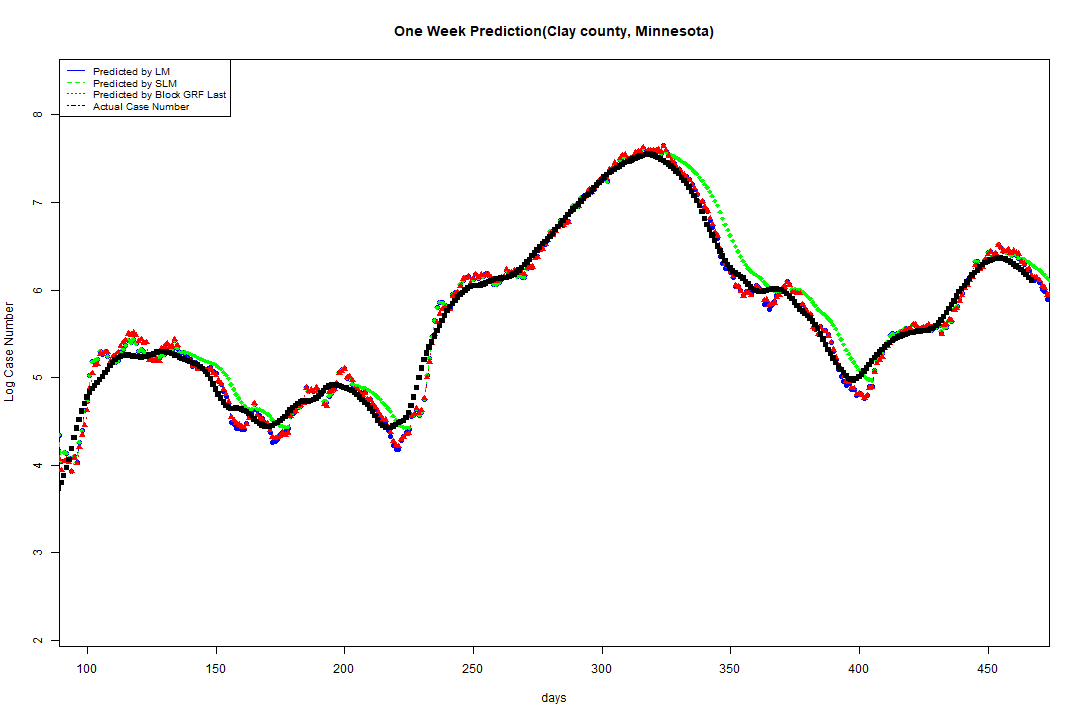 One Week Prediction(Clay county, Minnesota)
Predicted by LM
Predicted by SLM
Predicted by Block GRF Last
Actual Case Number
8
7
6
5
4
3
2
Log Case Number
100 150 200 250 300 350 400 450
days